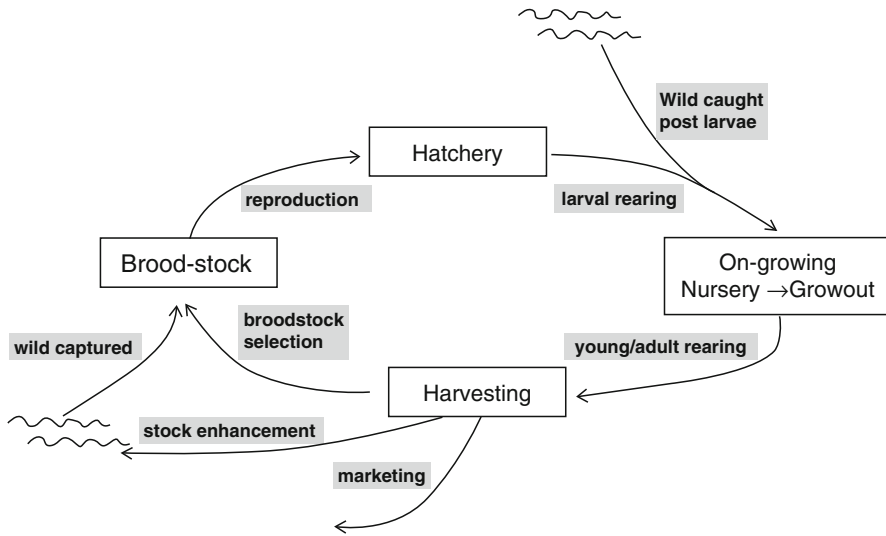 Wild caught
post larvae
Hatchery
reproduction
larval rearing
Brood-stock
On-growing
Nursery →Growout
wild captured
broodstock
selection
young/adult rearing
Harvesting
stock enhancement
marketing